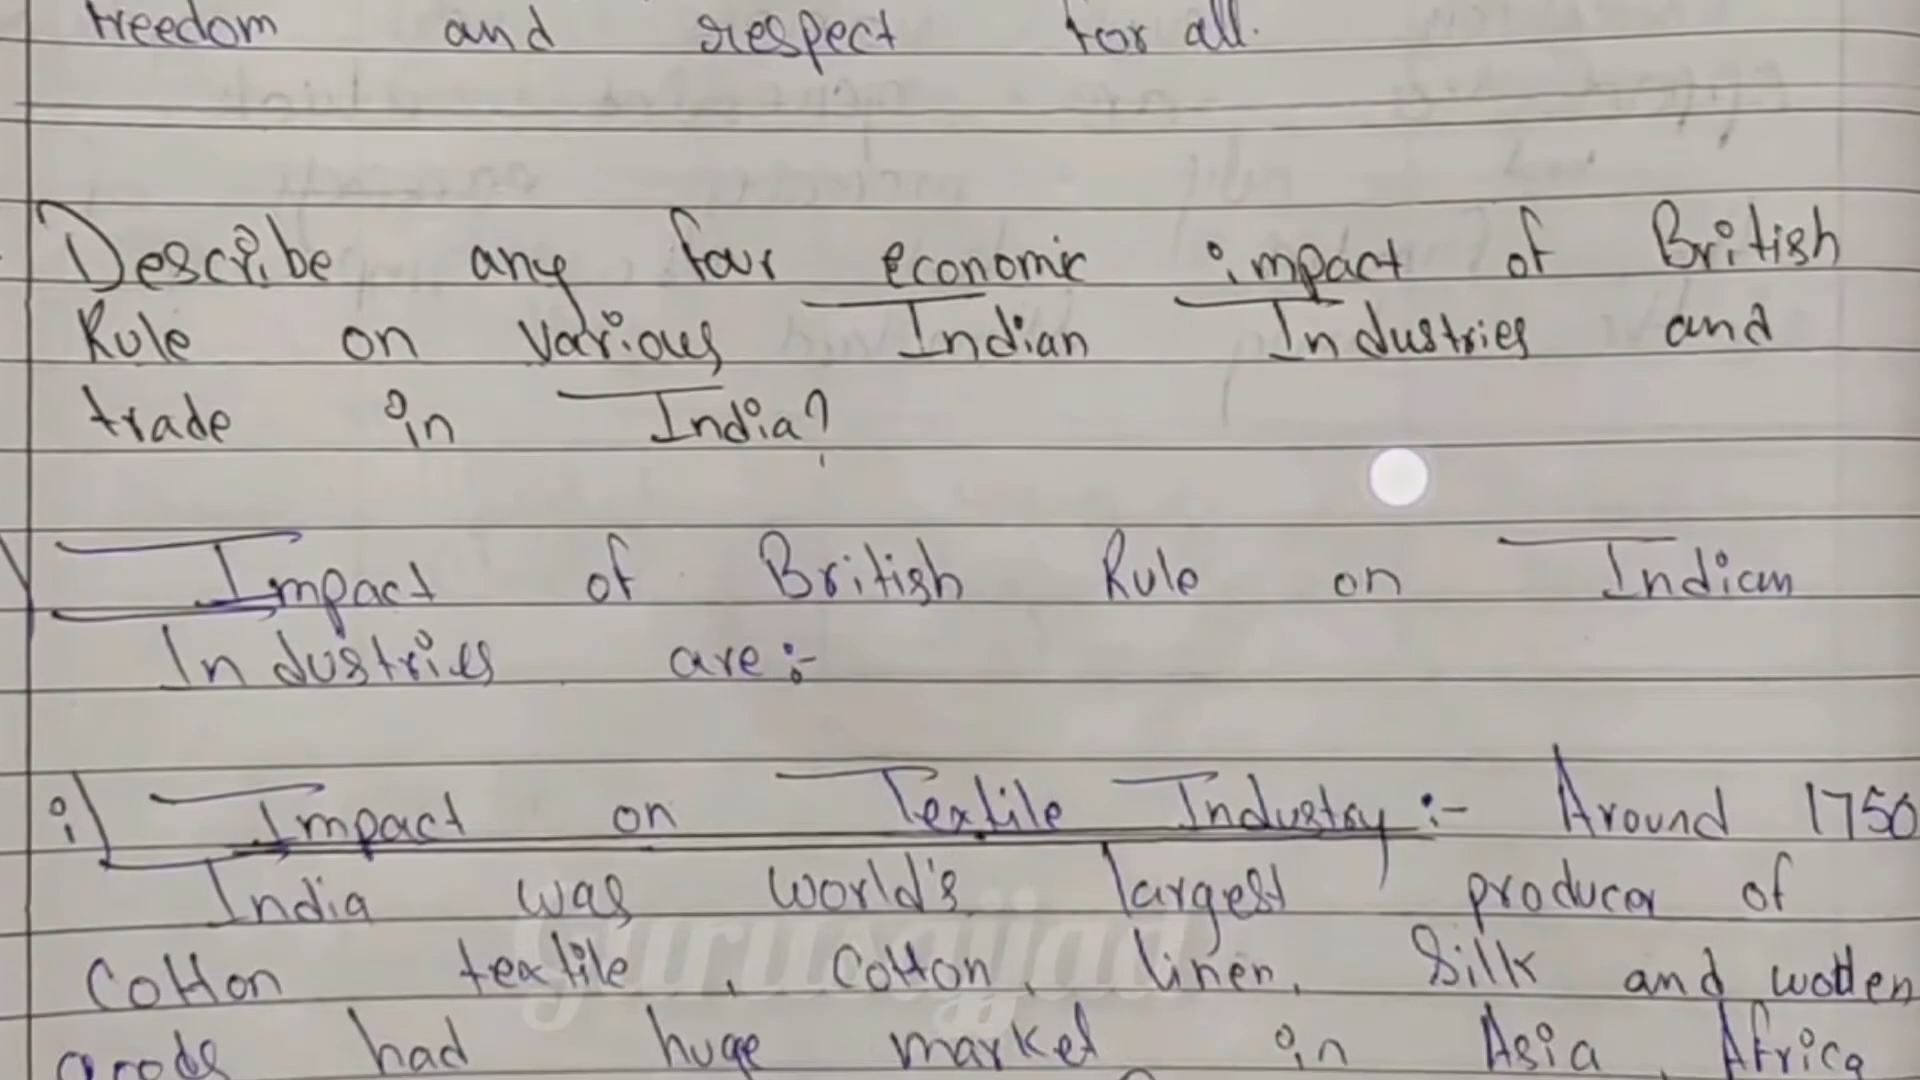 freedom and respect for all.
Describe any four economic impact of British
Rule on various Indian Industries and
trade in India?
Impact of British Rule on Indian
Industries are :-
i) Impact on Textile Industry :- Around 1750
India was world's largest producer of
Cotton textile, Cotton, linen, Silk and wollen
goods had huge market in Asia, Africa
Gurusajjad